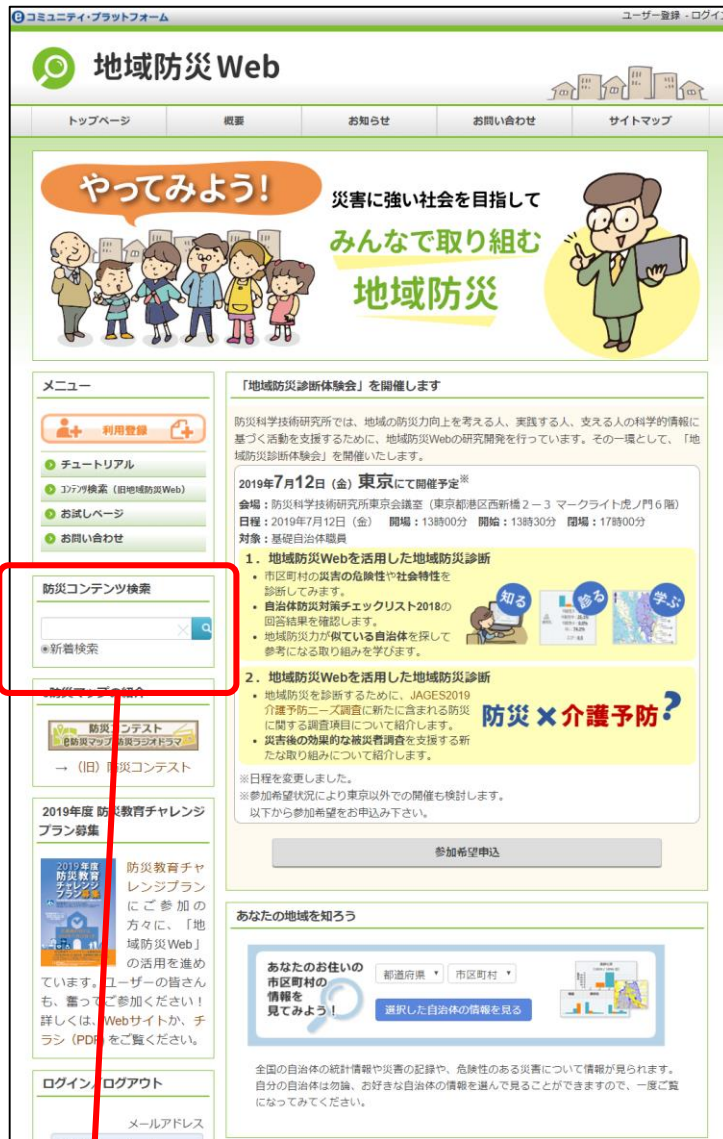 コミュニティ・プラットフォーム
ユーザー登録 - ログイン
地域防災Web
トップページ
概要
お知らせ
お問い合わせ
サイトマップ
やってみよう!
災害に強い社会を目指して
みんなで取り組む
地域防災
メニュー
利用登録
チュートリアル
コンテンツ検索（旧地域防災Web）
お試しページ
お問い合わせ
防災コンテンツ検索
新着検索
防災マップの紹介
防災コンテスト
e防災マップ 防災ラジオドラマ
→ （旧）防災コンテスト
2019年度 防災教育チャレンジ
プラン募集
2019年度
防災教育
チャレンジ
プラン募集
防災教育チャ
レンジプラン
にご参加の
方々に、「地
域防災Web」
の活用を進め
ています。ユーザーの皆さん
も、奮ってご参加ください！
詳しくは、Webサイトか、チ
ラシ（PDF）をご覧ください。
ログイン／ログアウト
メールアドレス
「地域防災診断体験会」を開催します
防災科学技術研究所では、地域の防災力向上を考える人、実践する人、支える人の科学的情報に
基づく活動を支援するために、地域防災Webの研究開発を行っています。その一環として、「地
域防災診断体験会」を開催いたします。
2019年7月12日（金）東京にて開催予定※
会場：防災科学技術研究所東京会議室（東京都港区西新橋２－３ マークライト虎ノ門６階）
日程：2019年7月12日（金） 開場：13時00分 開始：13時30分 閉場：17時00分
対象：基礎自治体職員
１．地域防災Webを活用した地域防災診断
• 市区町村の災害の危険性や社会特性を
診断してみます。
• 自治体防災対策チェックリスト2018の
回答結果を確認します。
• 地域防災力が似ている自治体を探して
参考になる取り組みを学びます。
知る
診る
学ぶ
２．地域防災Webを活用した地域防災診断
• 地域防災を診断するために、JAGES2019
介護予防ニーズ調査に新たに含まれる防災
に関する調査項目について紹介します。
• 災害後の効果的な被災者調査を支援する新
たな取り組みについて紹介します。
防災×介護予防?
※日程を変更しました。
※参加希望状況により東京以外での開催も検討します。
以下から参加希望をお申込み下さい。
参加希望申込
あなたの地域を知ろう
あなたのお住いの
市区町村の
情報を
見てみよう！
都道府県
市区町村
選択した自治体の情報を見る
全国の自治体の統計情報や災害の記録や、危険性のある災害について情報が見られます。
自分の自治体は勿論、お好きな自治体の情報を選んで見ることができますので、一度ご覧
になってみてください。